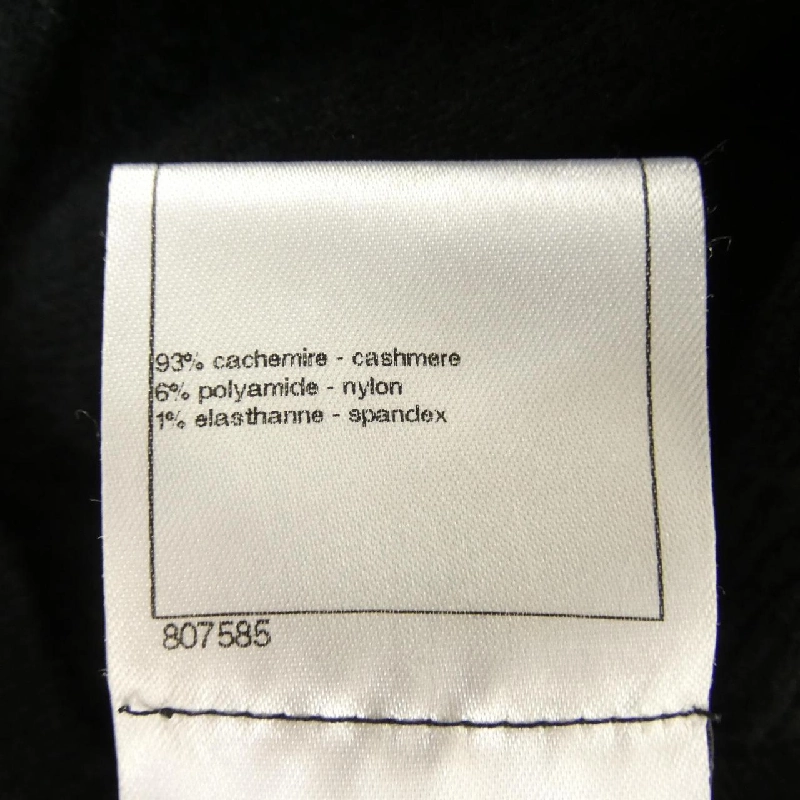 93% cachemire - cashmere
6% polyamide - nylon
1% elasthanne - spandex
807585